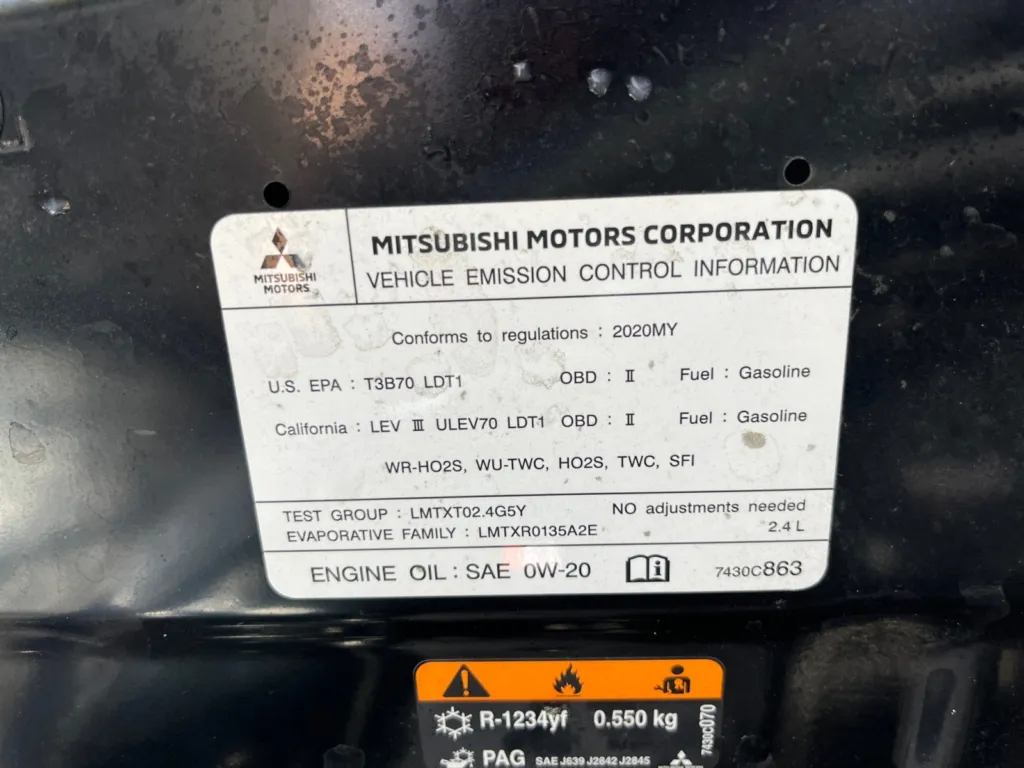 MITSUBISHI
MOTORS
MITSUBISHI MOTORS CORPORATION
VEHICLE EMISSION CONTROL INFORMATION
Conforms to regulations : 2020MY
U.S. EPA : T3B70 LDT1 OBD : Ⅱ Fuel : Gasoline
California : LEV Ⅲ ULEV70 LDT1 OBD : Ⅱ Fuel : Gasoline
WR-HO2S, WU-TWC, HO2S, TWC, SFI
TEST GROUP : LMTXT02.4G5Y NO adjustments needed
EVAPORATIVE FAMILY : LMTXR0135A2E 2.4 L
ENGINE OIL : SAE 0W-20 7430C863
R-1234yf 0.550 kg
7430C070
PAG SAE J639 J2842 J2845